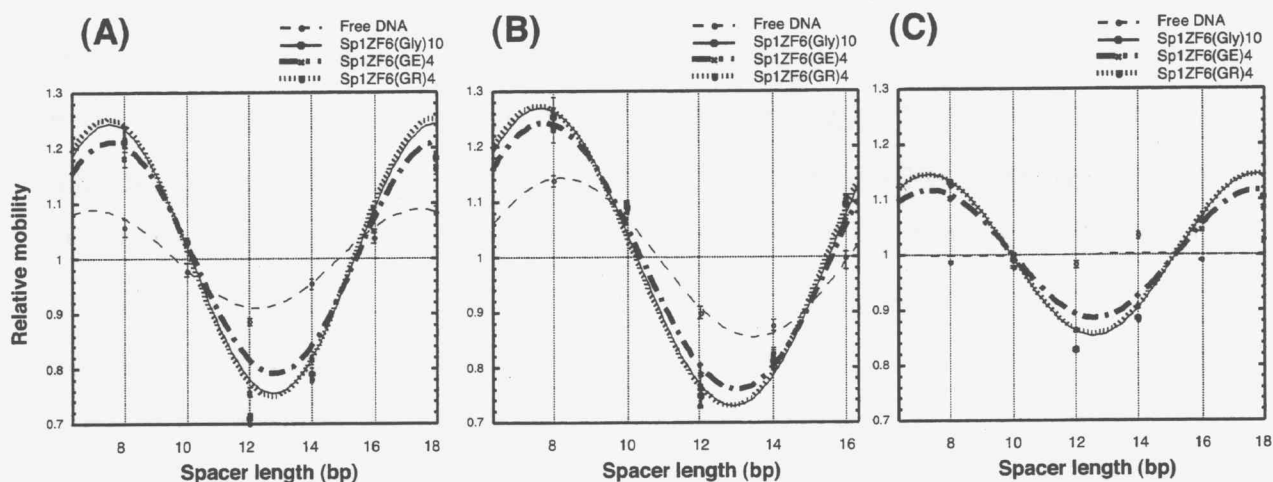 (A)
Free DNA
Sp1ZF6(Gly)10
Sp1ZF6(GE)4
Sp1ZF6(GR)4
1.3
1.2
1.1
1
0.9
0.8
0.7
8 10 12 14 16 18
Spacer length (bp)
Relative mobility
(B)
Free DNA
Sp1ZF6(Gly)10
Sp1ZF6(GE)4
Sp1ZF6(GR)4
1.3
1.2
1.1
1
0.9
0.8
0.7
8 10 12 14 16
Spacer length (bp)
(C)
Free DNA
Sp1ZF6(Gly)10
Sp1ZF6(GE)4
Sp1ZF6(GR)4
1.3
1.2
1.1
1
0.9
0.8
0.7
8 10 12 14 16 18
Spacer length (bp)